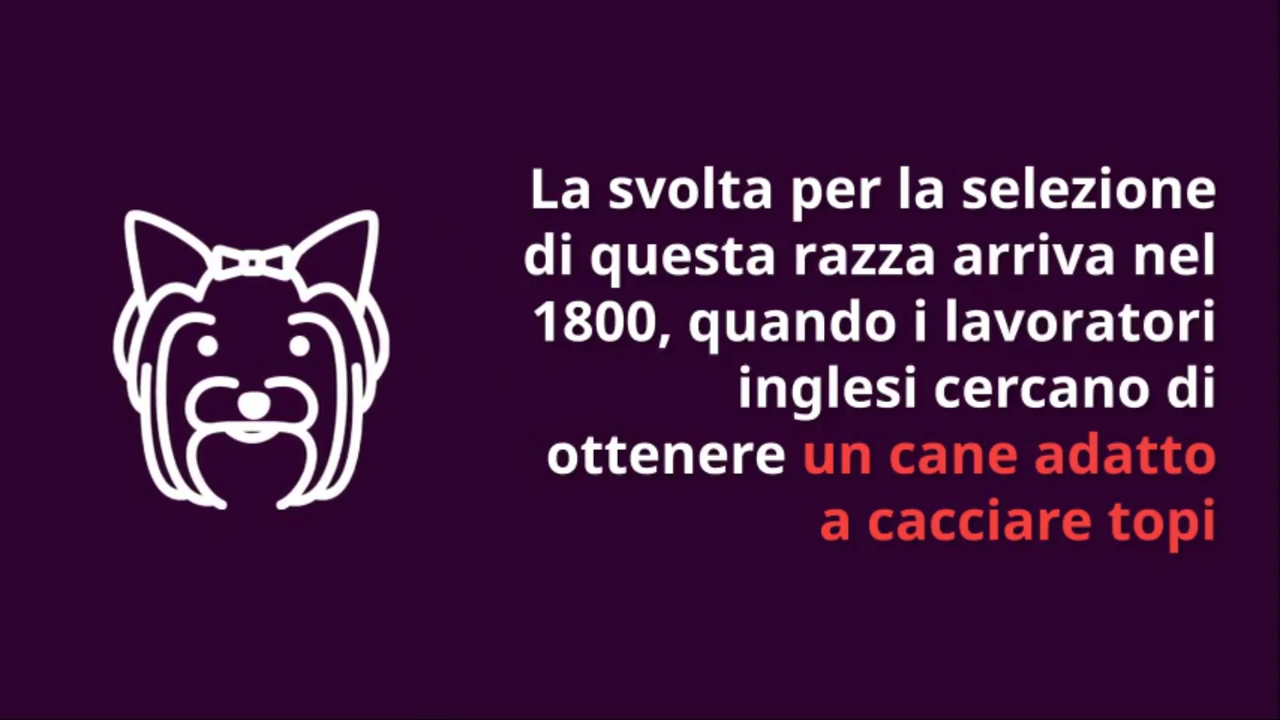 La svolta per la selezione
di questa razza arriva nel
1800, quando i lavoratori
inglesi cercano di
ottenere un cane adatto
a cacciare topi